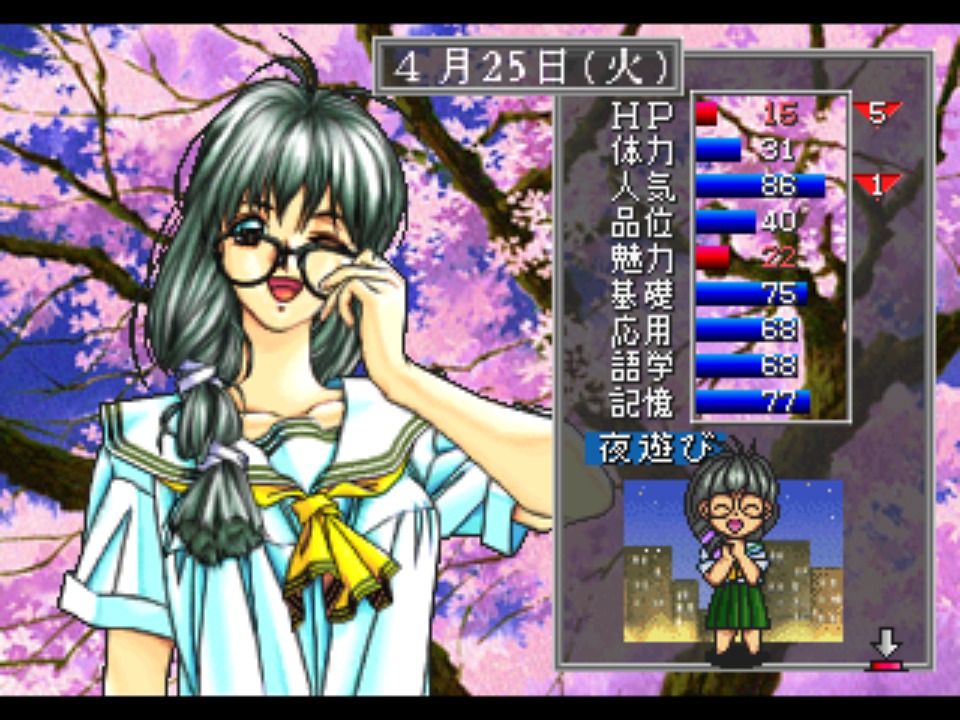 4月25日(火)
HP 15 5
体力 31
人気 86 1
品位 40
魅力 22
基礎 75
応用 68
語学 68
記憶 77
夜遊び